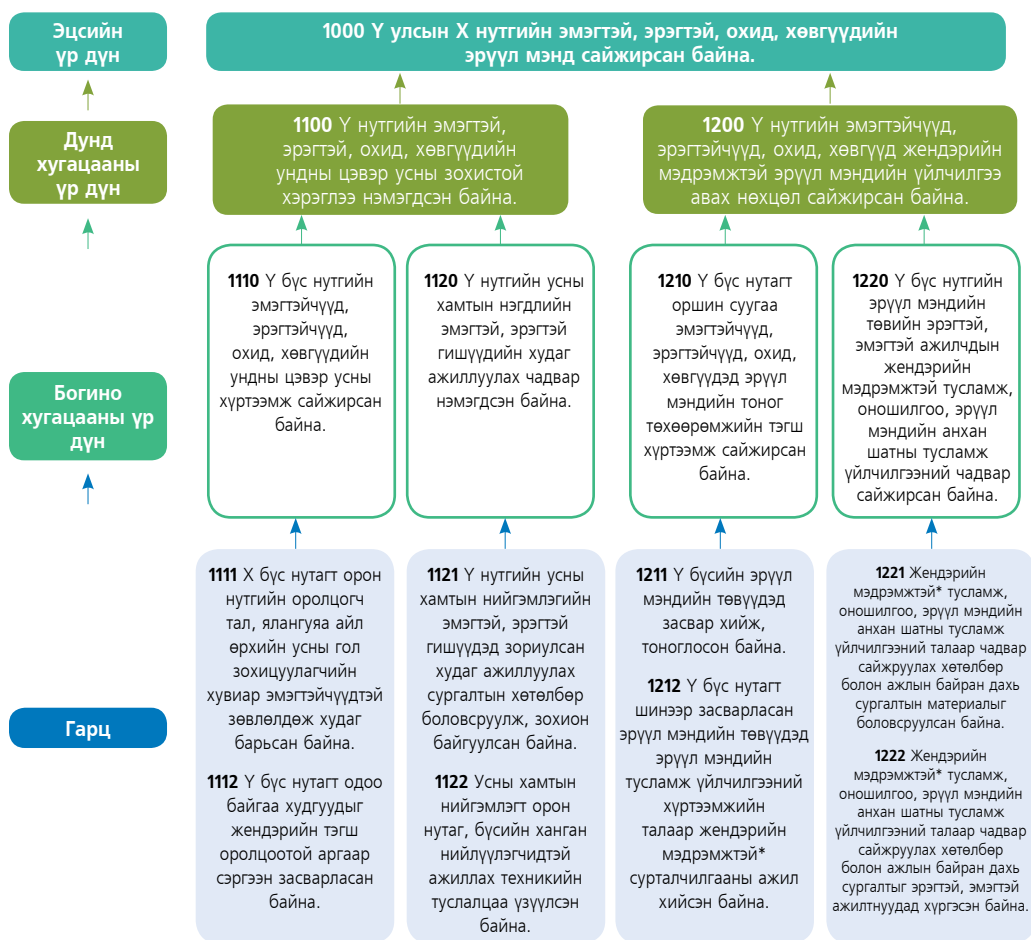 Эцсийн
үр дүн
1000 Ү улсын Х нутгийн эмэгтэй, эрэгтэй, охид, хөвгүүдийн
эрүүл мэнд сайжирсан байна.
Дунд
хугацааны
үр дүн
1100 Ү нутгийн эмэгтэй,
эрэгтэй, охид, хөвгүүдийн
ундны цэвэр усны зохистой
хэрэглээ нэмэгдсэн байна.
1200 Ү нутгийн эмэгтэйчүүд,
эрэгтэйчүүд, охид, хөвгүүд жендэрийн
мэдрэмжтэй эрүүл мэндийн үйлчилгээ
авах нөхцөл сайжирсан байна.
Богино
хугацааны үр
дүн
1110 Ү бүс нутгийн
эмэгтэйчүүд,
эрэгтэйчүүд,
охид, хөвгүүдийн
ундны цэвэр усны
хүртээмж сайжирсан
байна.
1120 Ү нутгийн усны
хамтын нэгдлийн
эмэгтэй, эрэгтэй
гишүүдийн худаг
ажиллуулах чадвар
нэмэгдсэн байна.
1210 Ү бүс нутагт
оршин суугаа
эмэгтэйчүүд,
эрэгтэйчүүд, охид,
хөвгүүдэд эрүүл
мэндийн тоног
төхөөрөмжийн тэгш
хүртээмж сайжирсан
байна.
1220 Ү бүс нутгийн
эрүүл мэндийн
төвийн эрэгтэй,
эмэгтэй ажилчдын
жендэрийн
мэдрэмжтэй тусламж,
оношилгоо, эрүүл
мэндийн анхан
шатны тусламж
үйлчилгээний чадвар
сайжирсан байна.
Гарц
1111 Х бүс нутагт орон
нутгийн оролцогч
тал, ялангуяа айл
өрхийн усны гол
зохицуулагчийн
хувиар эмэгтэйчүүдтэй
зөвлөлдөж худаг
барьсан байна.
1112 Ү бүс нутагт одоо
байгаа худгуудыг
жендэрийн тэгш
оролцоотой аргаар
сэргээн засварласан
байна.
1121 Ү нутгийн усны
хамтын нийгэмлэгийн
эмэгтэй, эрэгтэй
гишүүдэд зориулсан
худаг ажиллуулах
сургалтын хөтөлбөр
боловсруулж, зохион
байгуулсан байна.
1122 Усны хамтын
нийгэмлэгт орон
нутаг, бүсийн ханган
нийлүүлэгчидтэй
ажиллах техникийн
туслалцаа үзүүлсэн
байна.
1211 Ү бүсийн эрүүл
мэндийн төвүүдэд
засвар хийж,
тоноглосон байна.
1212 Ү бүс нутагт
шинээр засварласан
эрүүл мэндийн төвүүдэд
эрүүл мэндийн
тусламж үйлчилгээний
хүртээмжийн
талаар жендэрийн
мэдрэмжтэй*
сурталчилгааны ажил
хийсэн байна.
1221 Жендэрийн
мэдрэмжтэй* тусламж,
оношилгоо, эрүүл мэндийн
анхан шатны тусламж
үйлчилгээний талаар чадвар
сайжруулах хөтөлбөр
болон ажлын байран дахь
сургалтын материалыг
боловсруулсан байна.
1222 Жендэрийн
мэдрэмжтэй* тусламж,
оношилгоо, эрүүл мэндийн
анхан шатны тусламж
үйлчилгээний талаар чадвар
сайжруулах хөтөлбөр
болон ажлын байран дахь
сургалтыг эрэгтэй, эмэгтэй
ажилтнуудад хүргэсэн байна.